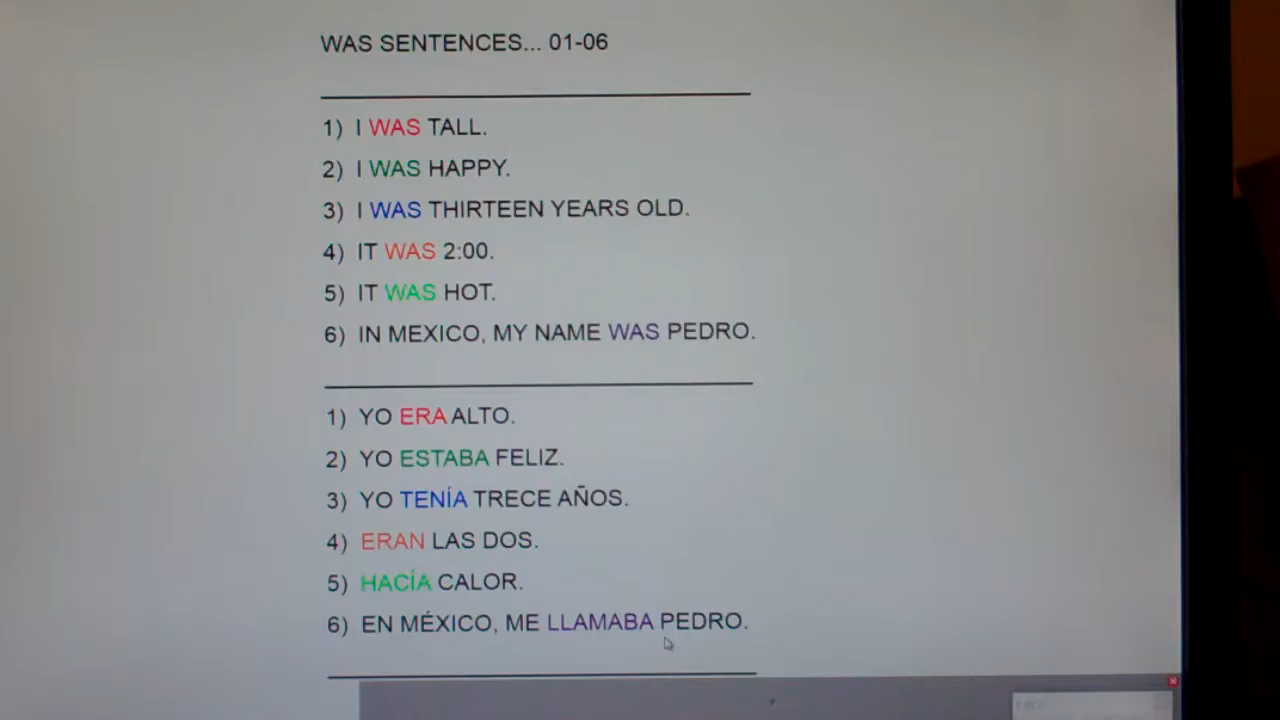 WAS SENTENCES... 01-06
1) I WAS TALL.
2) I WAS HAPPY.
3) I WAS THIRTEEN YEARS OLD.
4) IT WAS 2:00.
5) IT WAS HOT.
6) IN MEXICO, MY NAME WAS PEDRO.
1) YO ERA ALTO.
2) YO ESTABA FELIZ.
3) YO TENÍA TRECE AÑOS.
4) ERAN LAS DOS.
5) HACÍA CALOR.
6) EN MÉXICO, ME LLAMABA PEDRO.